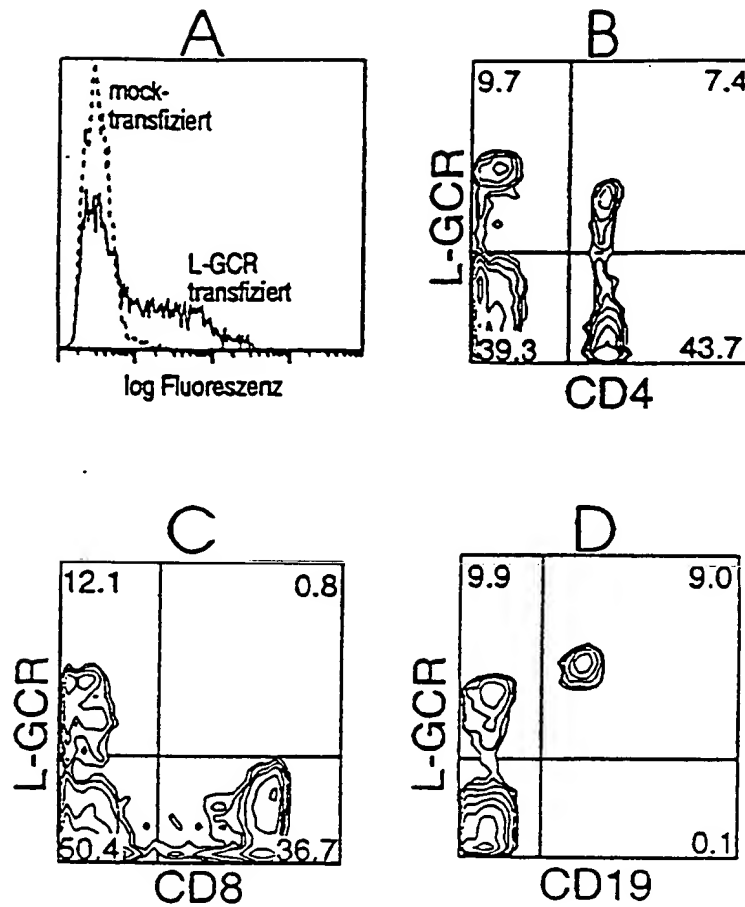 A
mock-
transfiziert
L-GCR
transfiziert
log Fluoreszenz
B
9.7
7.4
L-GCR
39.3
43.7
CD4
C
12.1
0.8
L-GCR
50.4
36.7
CD8
D
9.9
9.0
L-GCR
0.1
CD19